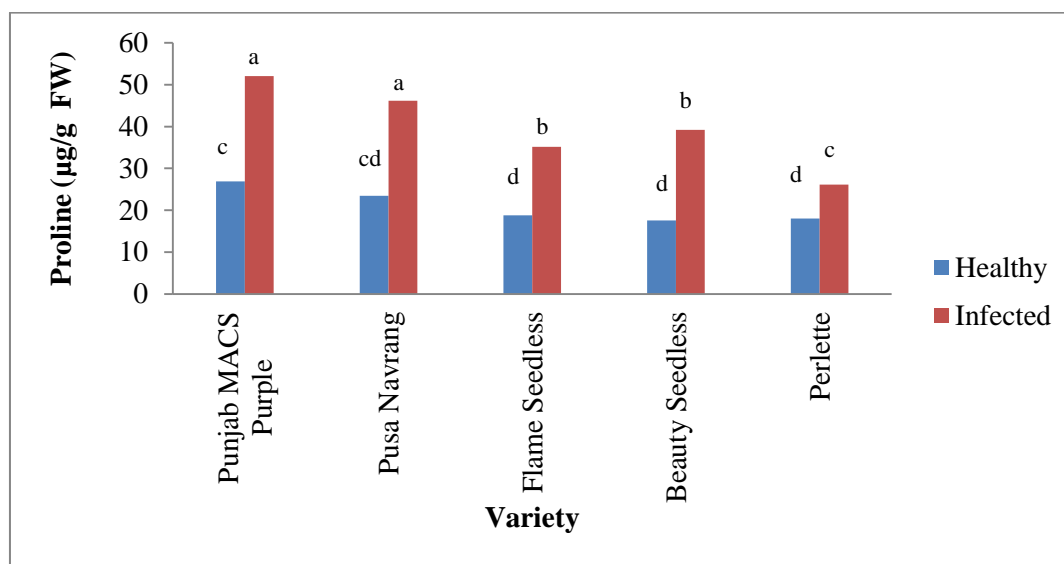 Proline (µg/g FW)
60
50
40
30
20
10
0
c
a
cd
a
d
b
d
b
d
c
Punjab MACS
Purple
Pusa Navrang
Flame Seedless
Beauty Seedless
Perlette
Variety
Healthy
Infected